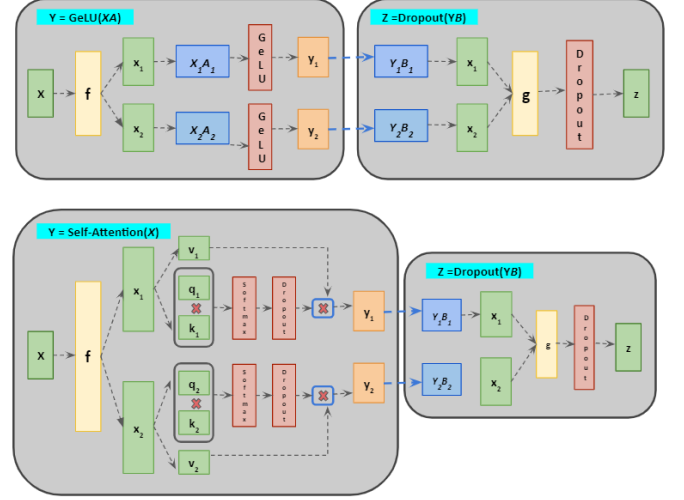 Y = GeLU(XA)
Z =Dropout(YB)
X
f
x1
x2
X1A1
X2A2
GeLU
GeLU
y1
y2
Y1B1
Y2B2
x1
x2
g
Dropout
z
Y = Self-Attention(X)
Z =Dropout(YB)
X
f
x1
x2
v1
q1
k1
q2
k2
v2
Softmax
Dropout
Softmax
Dropout
y1
y2
Y1B1
Y2B2
x1
x2
g
Dropout
z